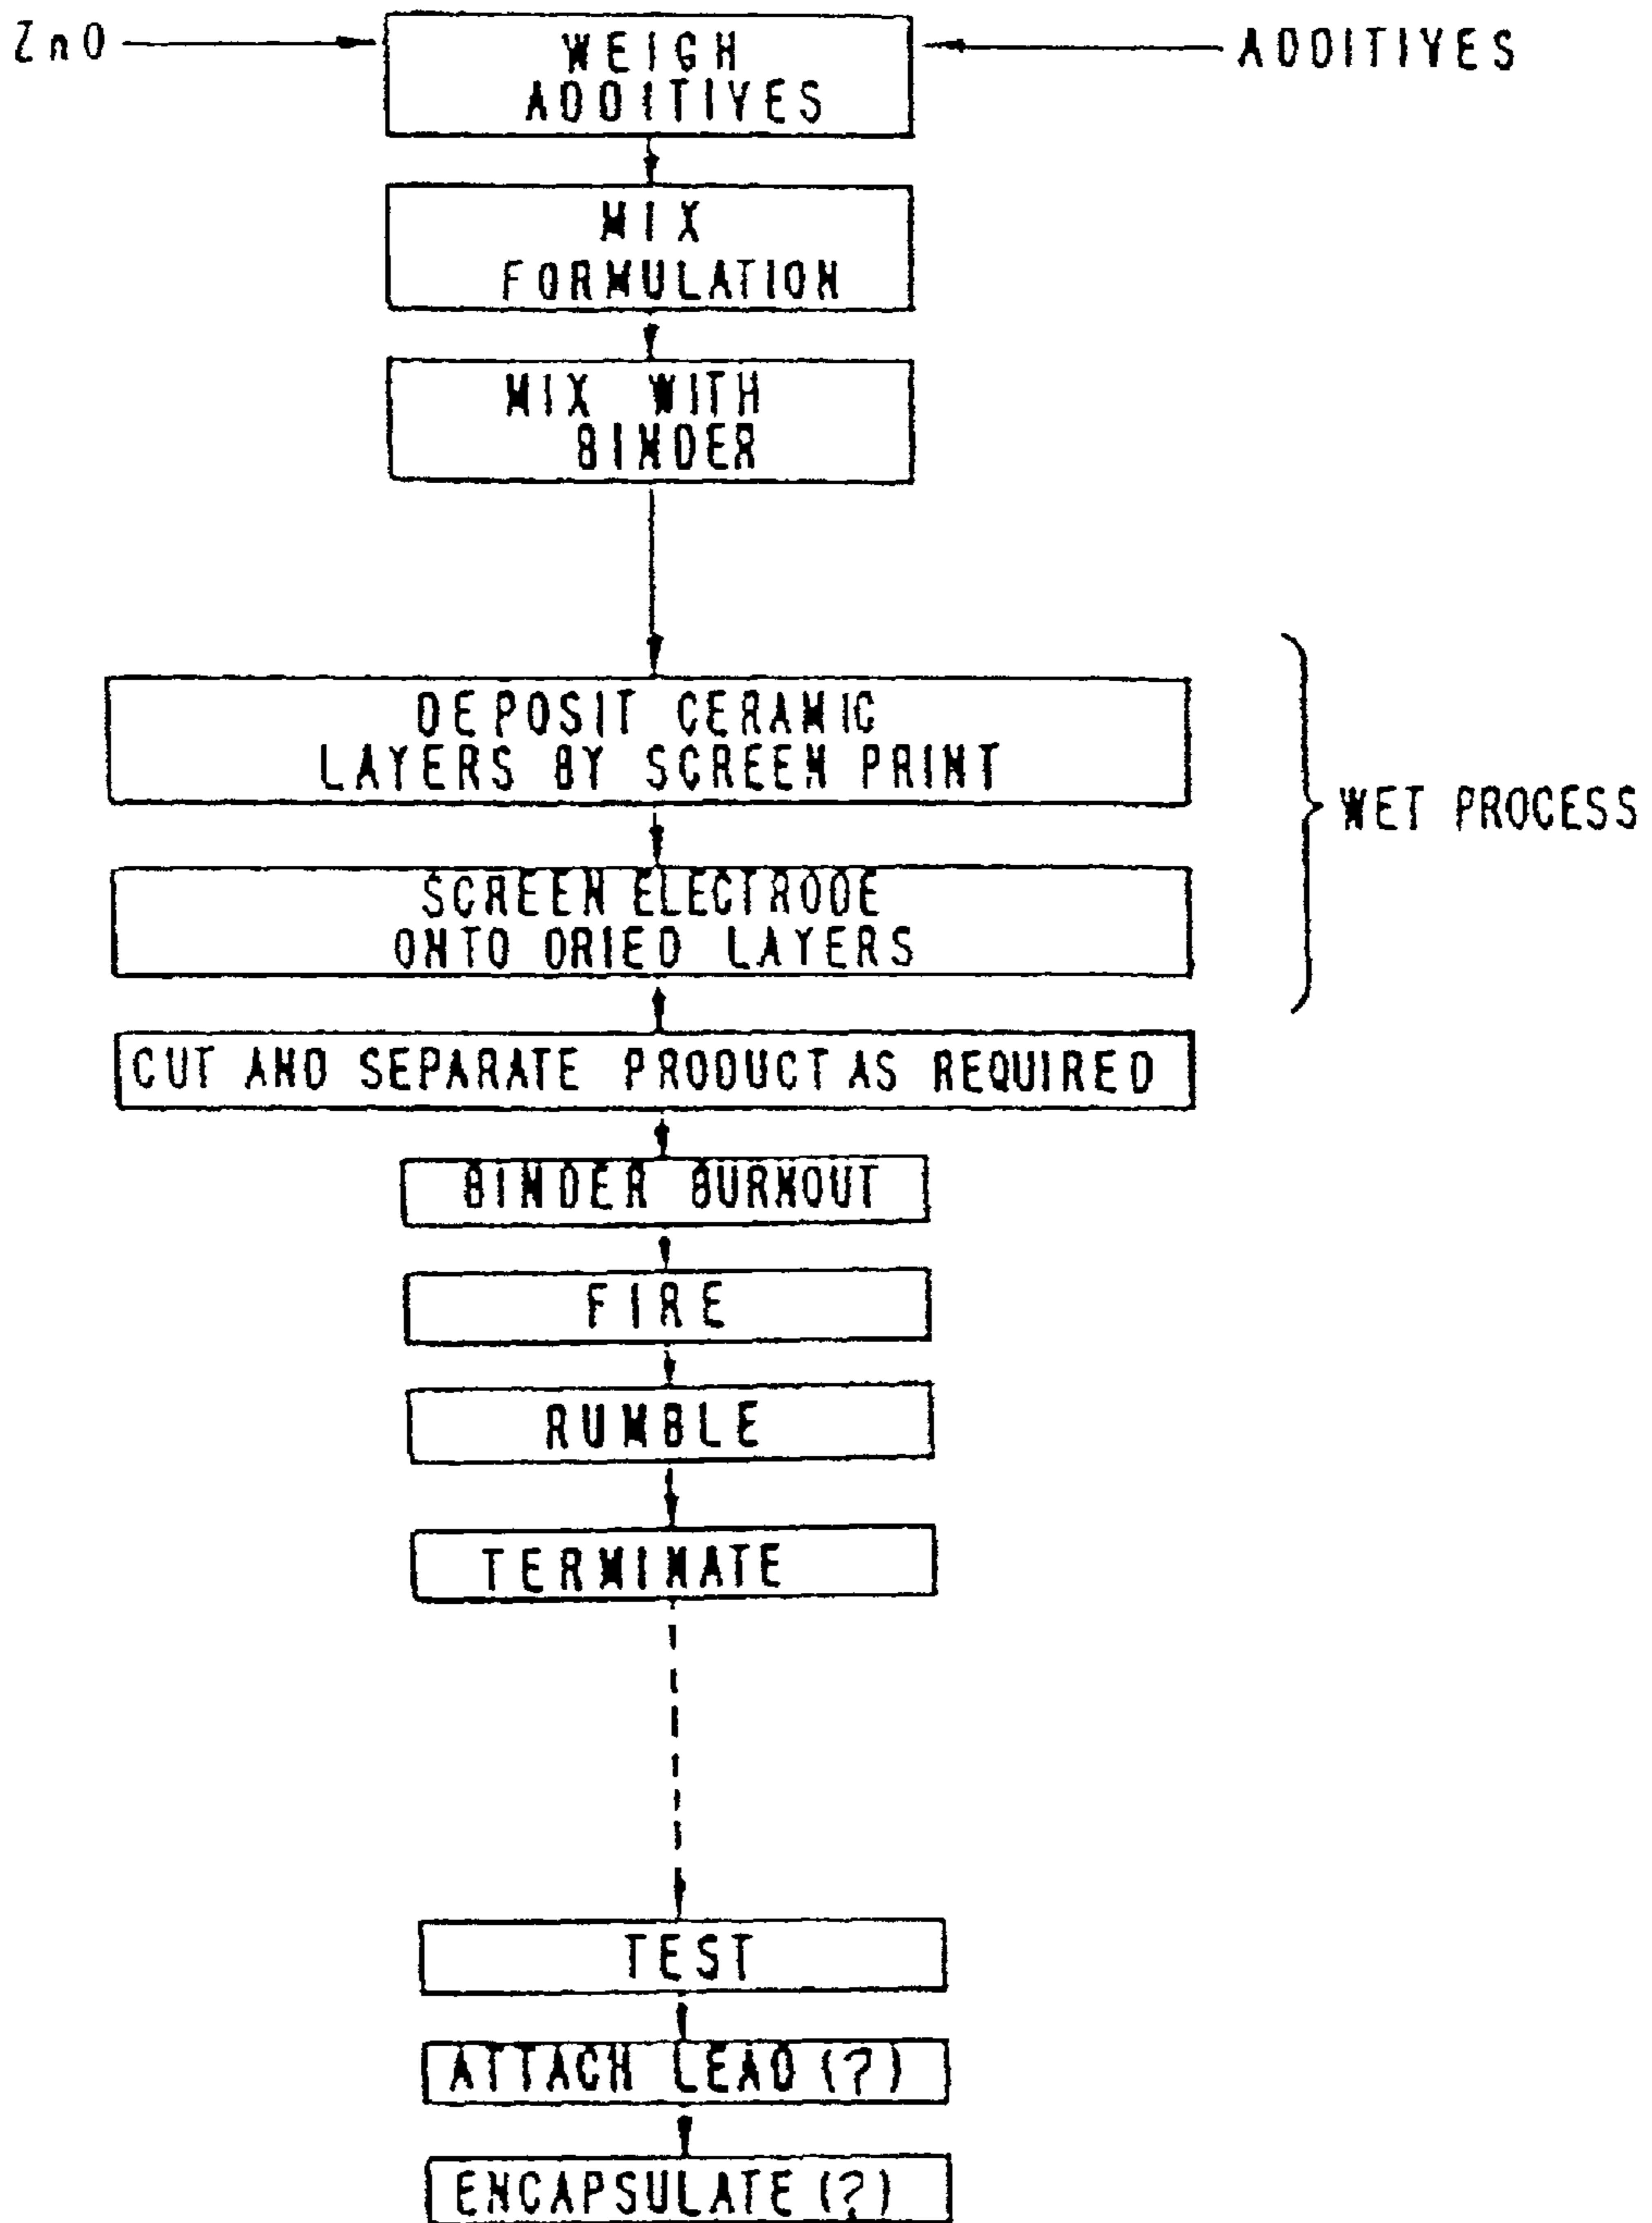 ZnO
WEIGH
ADDITIVES
ADDITIVES
MIX
FORMULATION
MIX WITH
BINDER
DEPOSIT CERAMIC
LAYERS BY SCREEN PRINT
WET PROCESS
SCREEN ELECTRODE
ONTO DRIED LAYERS
CUT AND SEPARATE PRODUCT AS REQUIRED
BINDER BURNOUT
FIRE
RUMBLE
TERMINATE
TEST
ATTACH LEAD (?)
ENCAPSULATE (?)